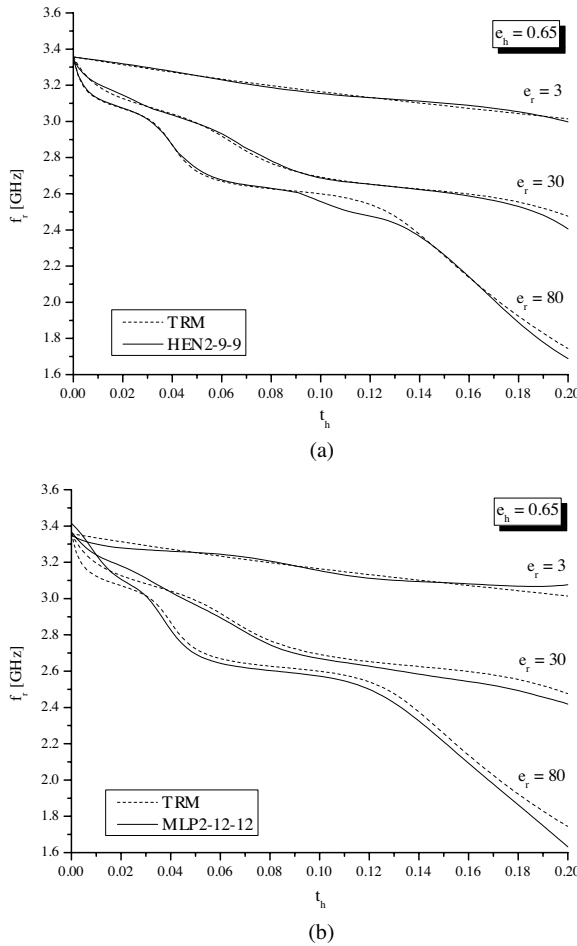 3.6
3.4
3.2
3.0
2.8
2.6
2.4
2.2
2.0
1.8
1.6
f_r [GHz]
e_h = 0.65
e_r = 3
e_r = 30
e_r = 80
TRM
HEN2-9-9
0.00 0.02 0.04 0.06 0.08 0.10 0.12 0.14 0.16 0.18 0.20
t_h
(a)
3.6
3.4
3.2
3.0
2.8
2.6
2.4
2.2
2.0
1.8
1.6
f_r [GHz]
e_h = 0.65
e_r = 3
e_r = 30
e_r = 80
TRM
MLP2-12-12
0.00 0.02 0.04 0.06 0.08 0.10 0.12 0.14 0.16 0.18 0.20
t_h
(b)